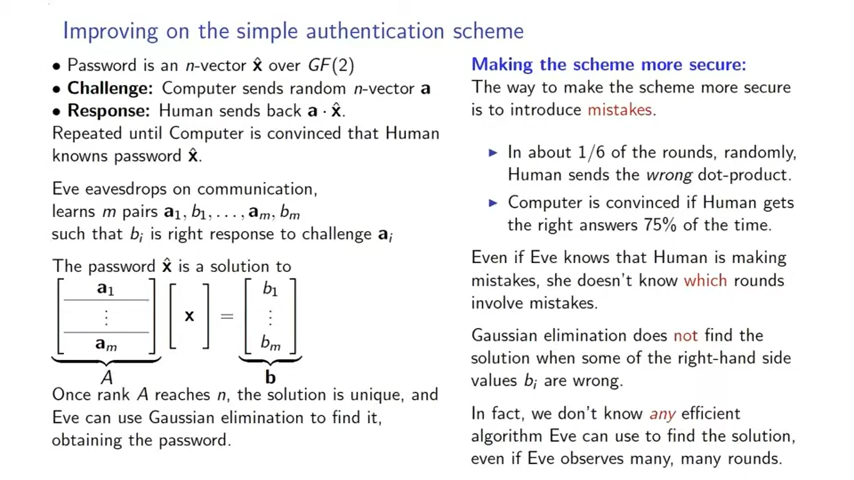 Improving on the simple authentication scheme
• Password is an n-vector x̂ over GF(2)
• Challenge: Computer sends random n-vector a
• Response: Human sends back a · x̂.
Repeated until Computer is convinced that Human
knowns password x̂.
Eve eavesdrops on communication,
learns m pairs a₁, b₁, . . . , aₘ, bₘ
such that bᵢ is right response to challenge aᵢ
The password x̂ is a solution to
a₁ b₁
⋮ x = ⋮
aₘ bₘ
A b
Once rank A reaches n, the solution is unique, and
Eve can use Gaussian elimination to find it,
obtaining the password.
Making the scheme more secure:
The way to make the scheme more secure
is to introduce mistakes.
▶ In about 1/6 of the rounds, randomly,
Human sends the wrong dot-product.
▶ Computer is convinced if Human gets
the right answers 75% of the time.
Even if Eve knows that Human is making
mistakes, she doesn't know which rounds
involve mistakes.
Gaussian elimination does not find the
solution when some of the right-hand side
values bᵢ are wrong.
In fact, we don't know any efficient
algorithm Eve can use to find the solution,
even if Eve observes many, many rounds.